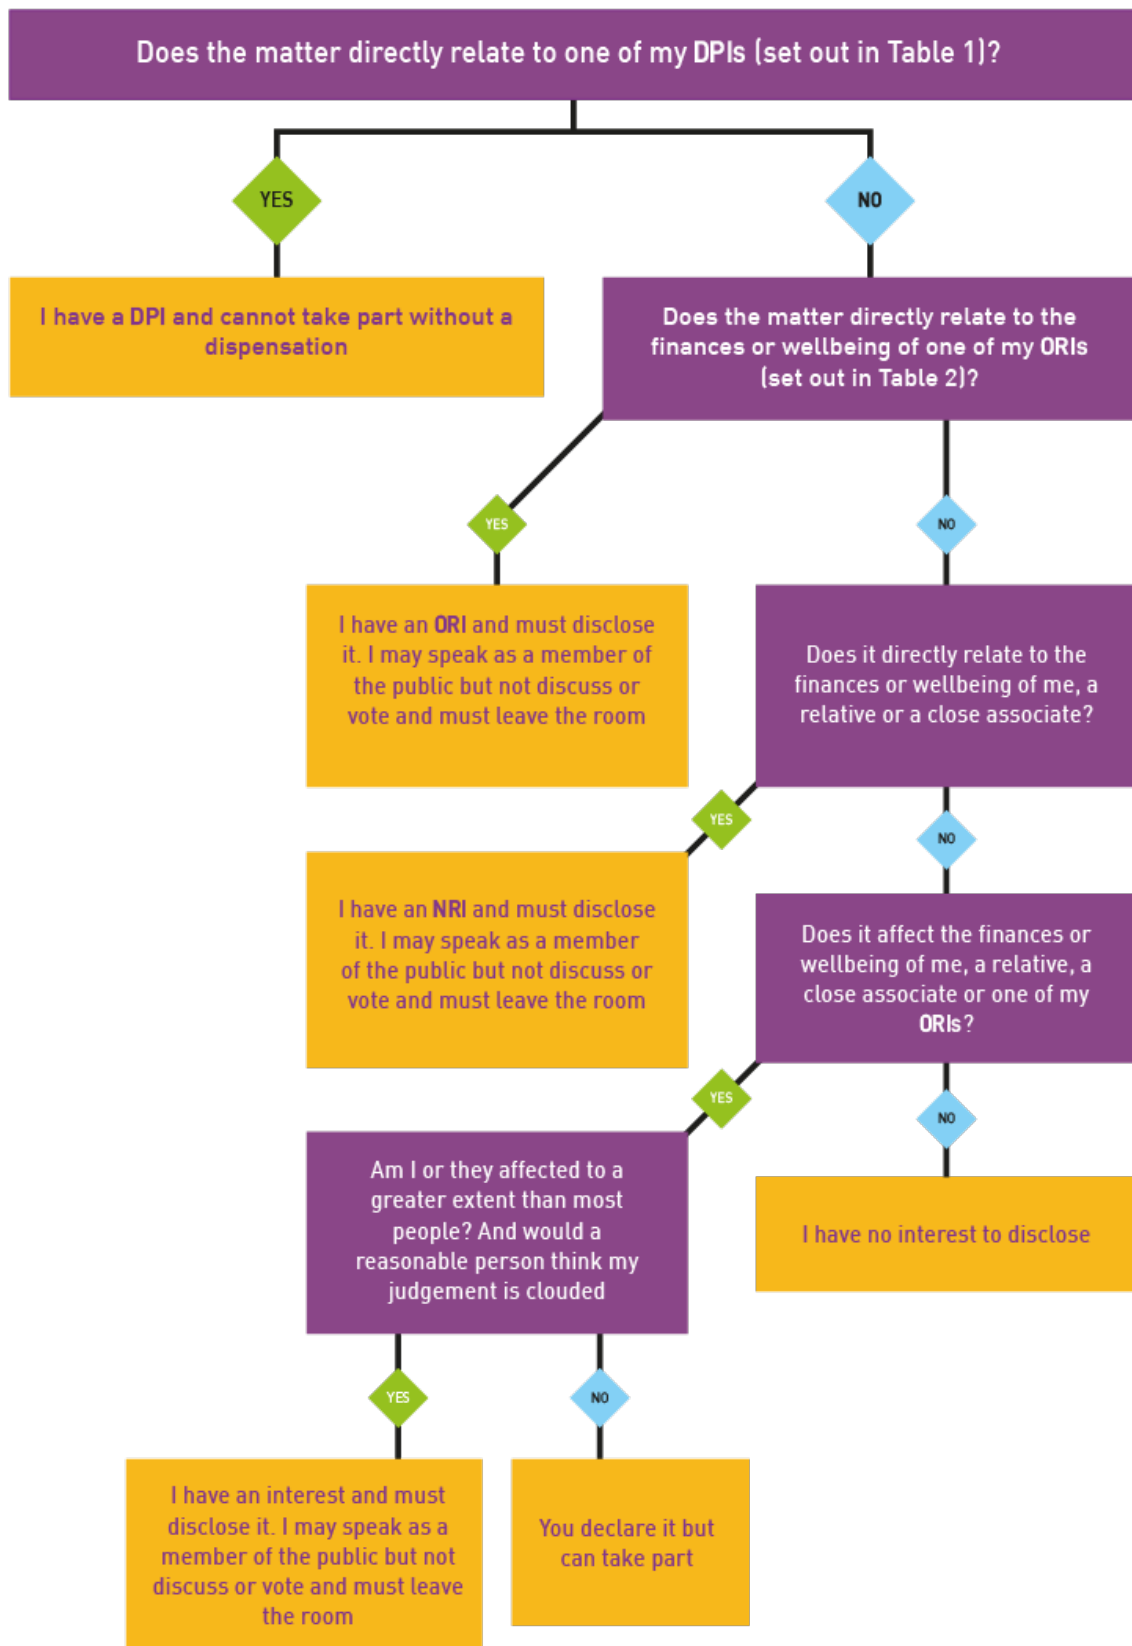 Does the matter directly relate to one of my DPIs (set out in Table 1)?
YES
NO
I have a DPI and cannot take part without a
dispensation
Does the matter directly relate to the
finances or wellbeing of one of my ORIs
(set out in Table 2)?
YES
NO
I have an ORI and must disclose
it. I may speak as a member of
the public but not discuss or
vote and must leave the room
Does it directly relate to the
finances or wellbeing of me, a
relative or a close associate?
YES
NO
I have an NRI and must disclose
it. I may speak as a member
of the public but not discuss or
vote and must leave the room
Does it affect the finances or
wellbeing of me, a relative, a
close associate or one of my
ORIs?
YES
NO
Am I or they affected to a
greater extent than most
people? And would a
reasonable person think my
judgement is clouded
I have no interest to disclose
YES
NO
I have an interest and must
disclose it. I may speak as a
member of the public but not
discuss or vote and must leave
the room
You declare it but
can take part